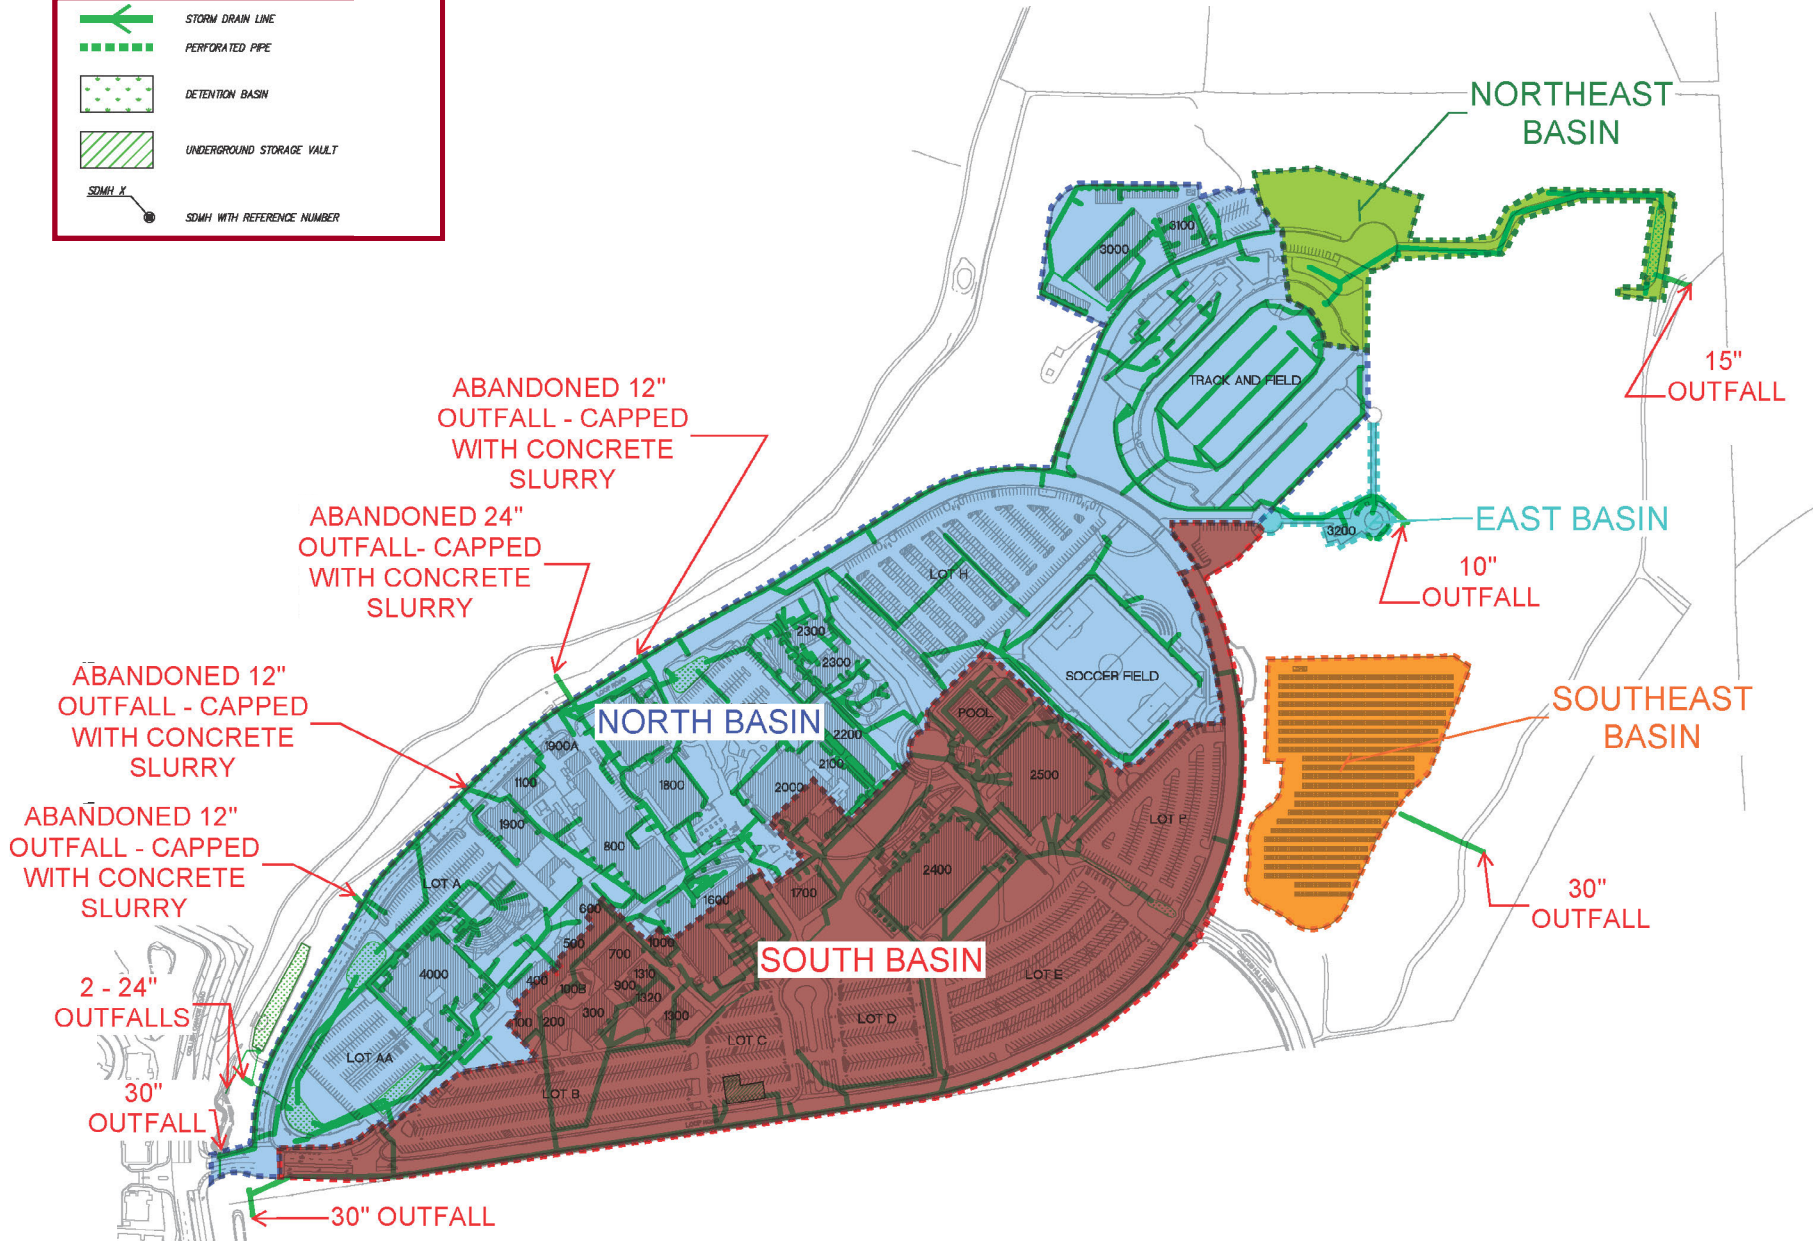 STORM DRAIN LINE
PERFORATED PIPE
DETENTION BASIN
UNDERGROUND STORAGE VAULT
SDMH X
SDMH WITH REFERENCE NUMBER
NORTHEAST
BASIN
3100
3000
15"
OUTFALL
TRACK AND FIELD
ABANDONED 12"
OUTFALL - CAPPED
WITH CONCRETE
SLURRY
ABANDONED 24"
OUTFALL- CAPPED
WITH CONCRETE
SLURRY
EAST BASIN
3200
10"
OUTFALL
LOT H
2300
2300
SOCCER FIELD
ABANDONED 12"
OUTFALL - CAPPED
WITH CONCRETE
SLURRY
LOOP ROAD
NORTH BASIN
POOL
SOUTHEAST
BASIN
2200
1900A
2100
1100
1800
2000
2500
1900
LOT F
800
ABANDONED 12"
OUTFALL - CAPPED
WITH CONCRETE
SLURRY
LOT A
2400
1700
1600
600
30"
OUTFALL
500
1000
700
SOUTH BASIN
4000
1310
LOT E
400
100B
900
1320
2 - 24"
OUTFALLS
300
1300
100
200
LOT D
LOT C
LOT AA
LOT B
30"
OUTFALL
30" OUTFALL